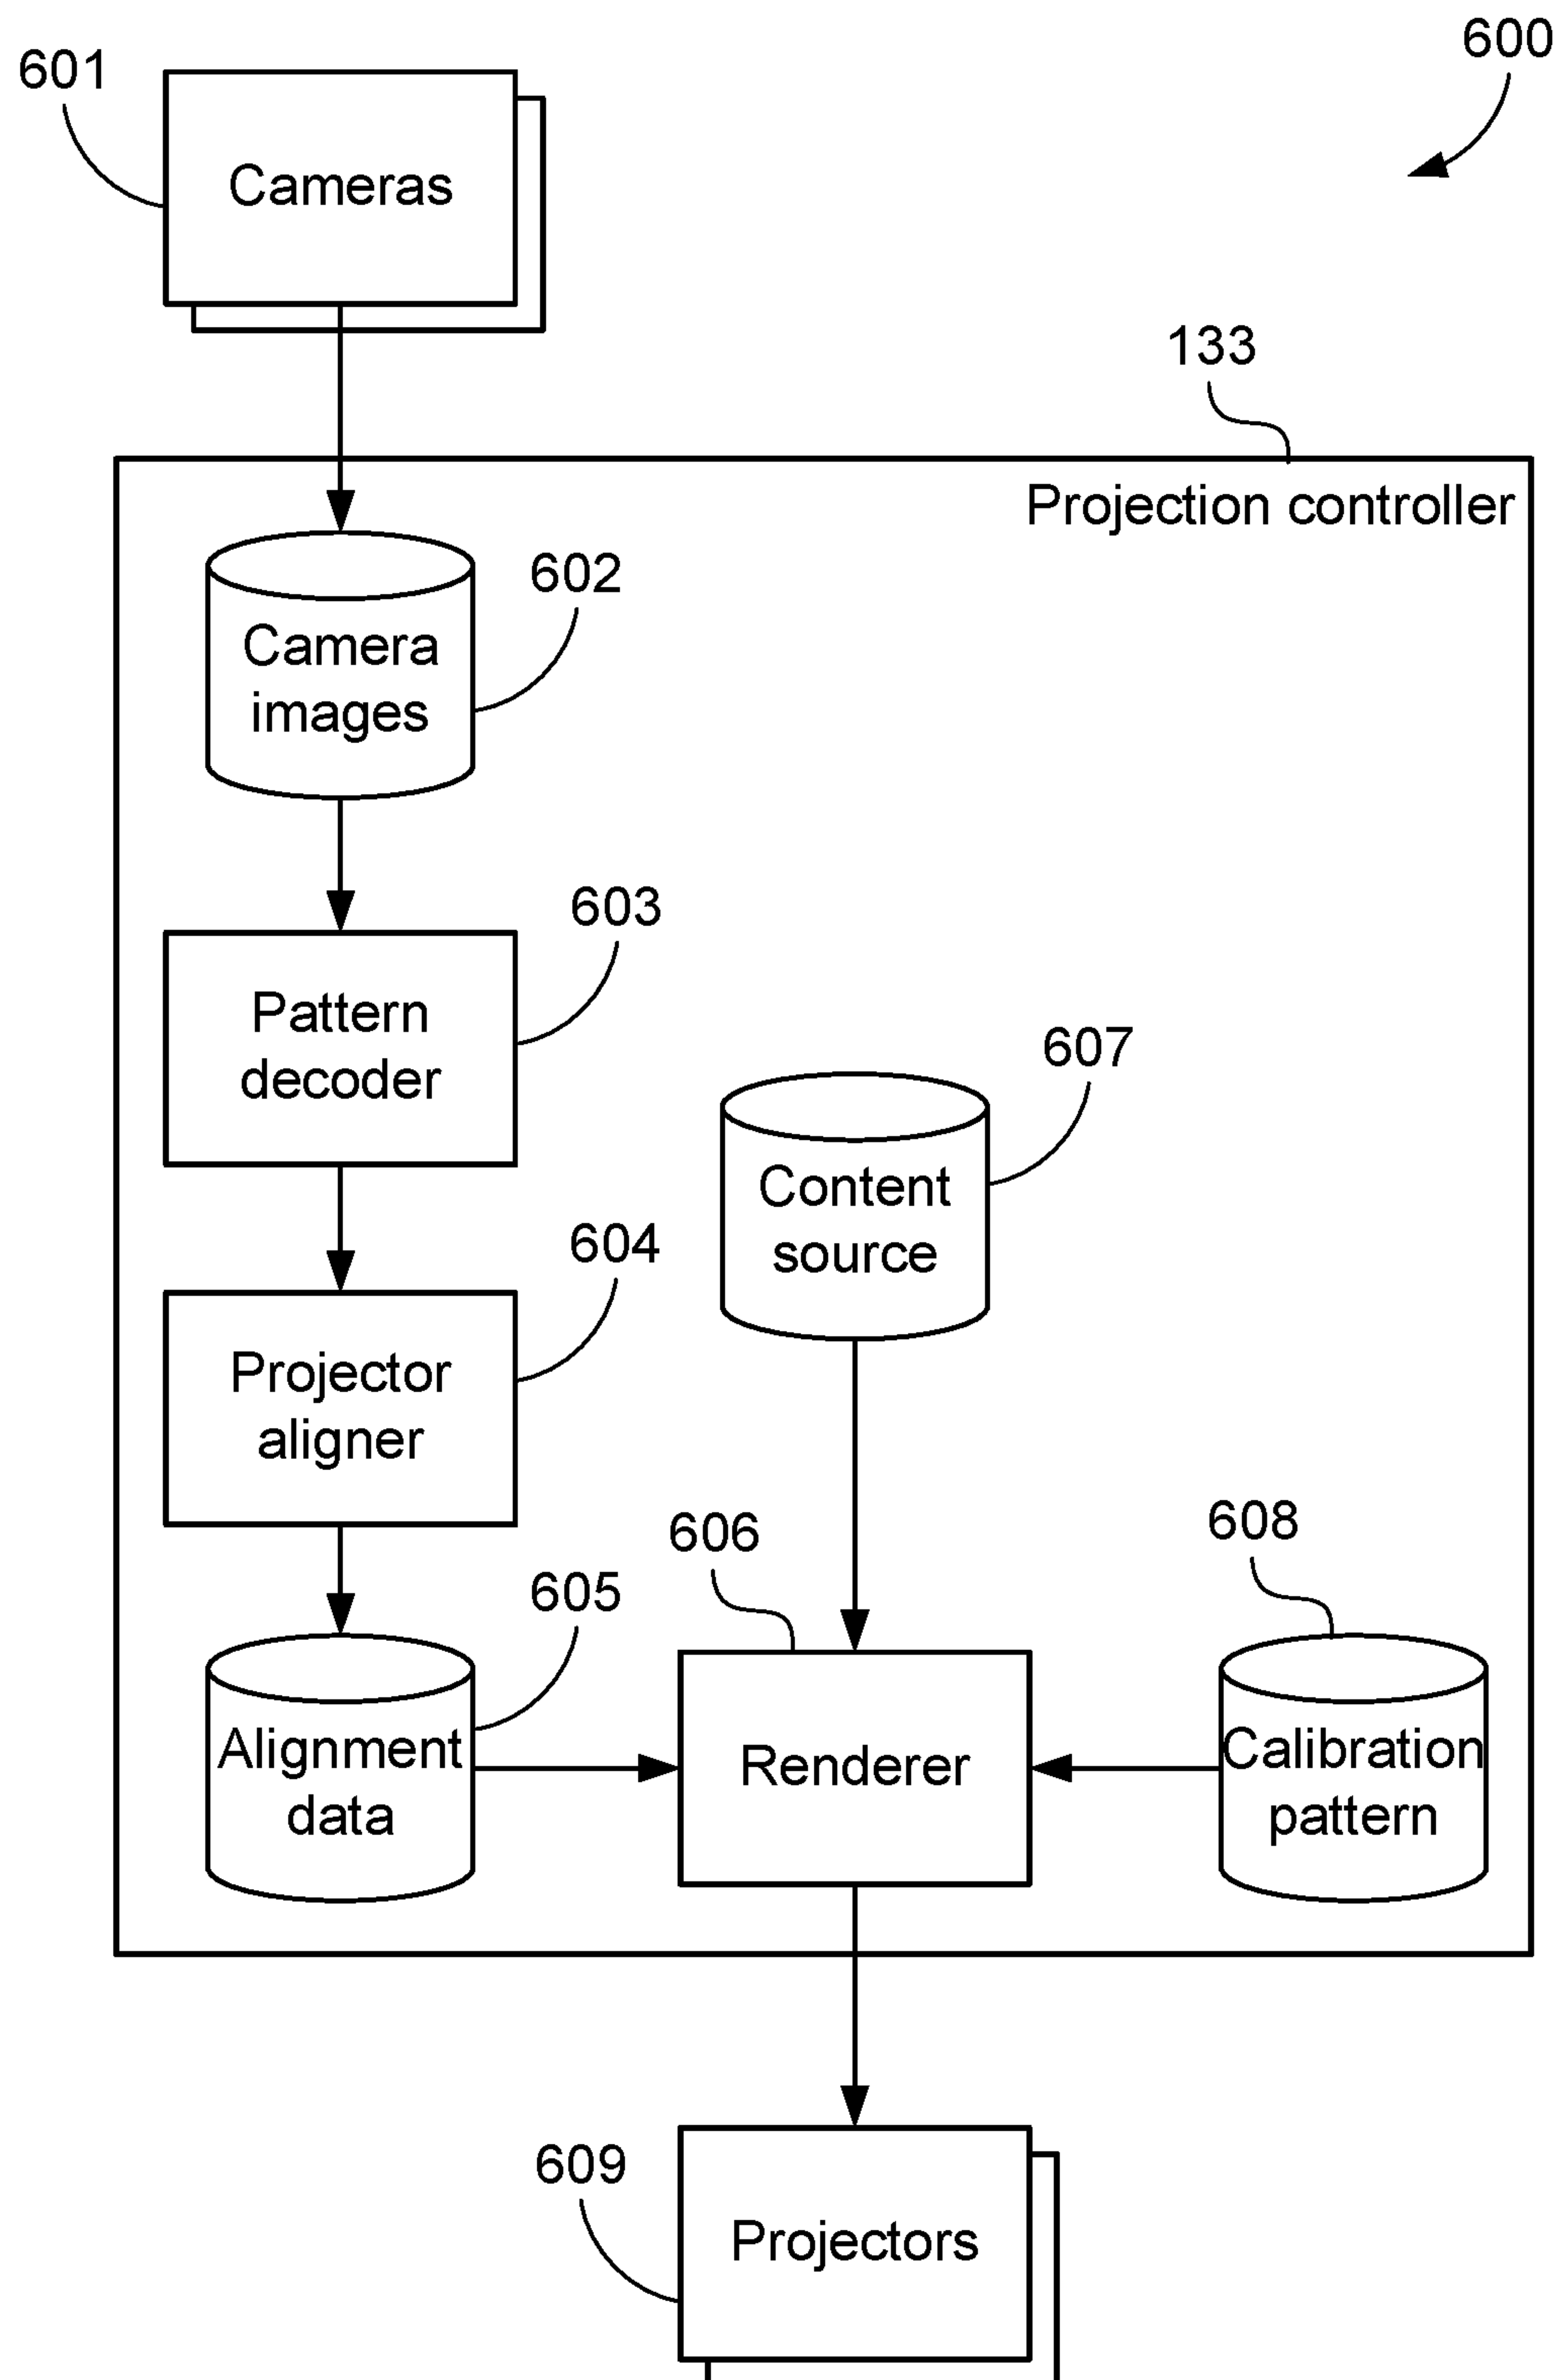 600
601
Cameras
133
Projection controller
602
Camera
images
603
Pattern
decoder
607
Content
source
604
Projector
aligner
606
608
605
Alignment
data
Renderer
Calibration
pattern
609
Projectors